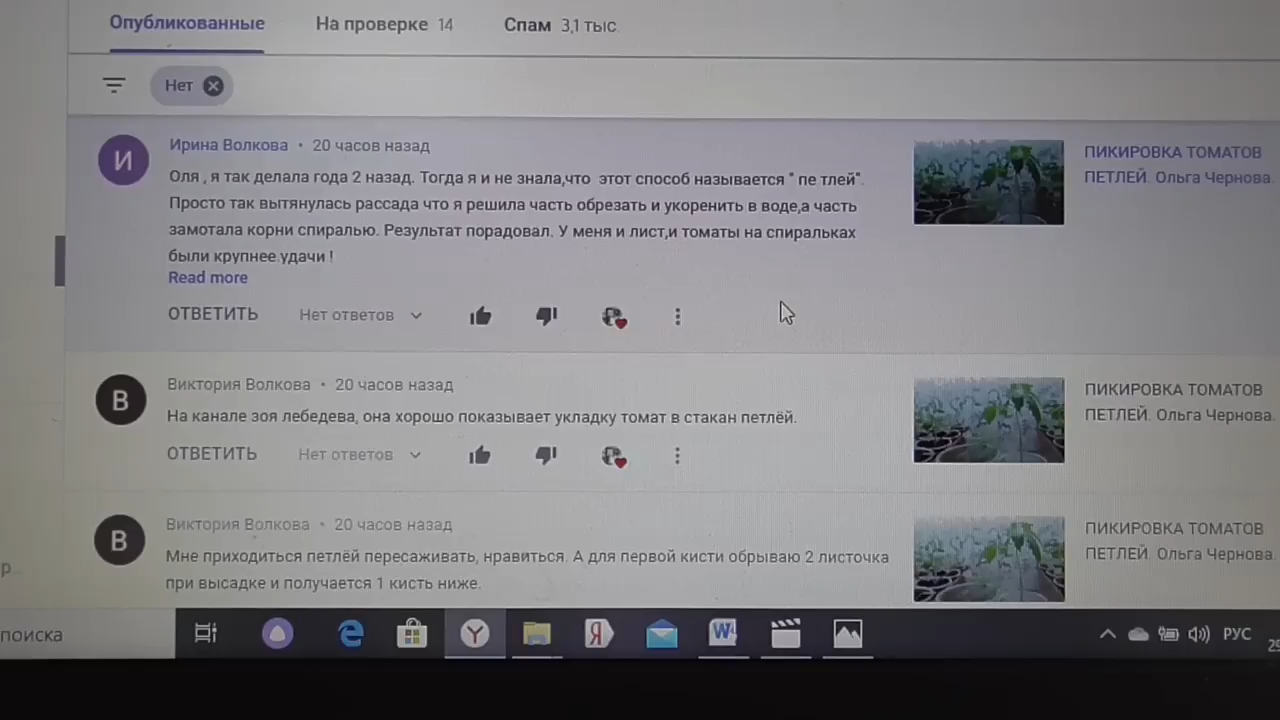 Опубликованные На проверке 14 Спам 3,1 тыс.
Нет
И Ирина Волкова • 20 часов назад
Оля , я так делала года 2 назад. Тогда я и не знала,что этот способ называется " пе тлей".
Просто так вытянулась рассада что я решила часть обрезать и укоренить в воде,а часть
замотала корни спиралью. Результат порадовал. У меня и лист,и томаты на спиральках
были крупнее.удачи !
Read more
ОТВЕТИТЬ Нет ответов
ПИКИРОВКА ТОМАТОВ
ПЕТЛЕЙ. Ольга Чернова.
В Виктория Волкова • 20 часов назад
На канале зоя лебедева, она хорошо показывает укладку томат в стакан петлёй.
ОТВЕТИТЬ Нет ответов
ПИКИРОВКА ТОМАТОВ
ПЕТЛЕЙ. Ольга Чернова.
В Виктория Волкова • 20 часов назад
Мне приходиться петлёй пересаживать, нравиться. А для первой кисти обрываю 2 листочка
при высадке и получается 1 кисть ниже.
ПИКИРОВКА ТОМАТОВ
ПЕТЛЕЙ. Ольга Чернова.
поиска РУС